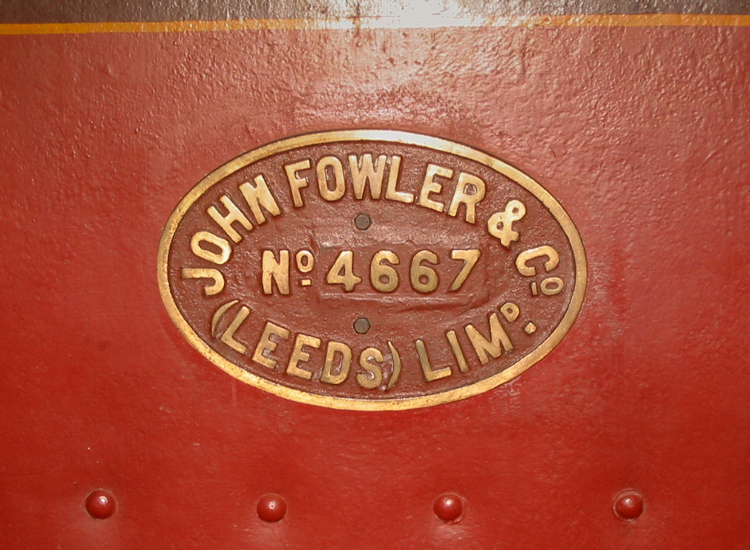 JOHN FOWLER & Cº
Nº 4667
(LEEDS) LIMᴰ.